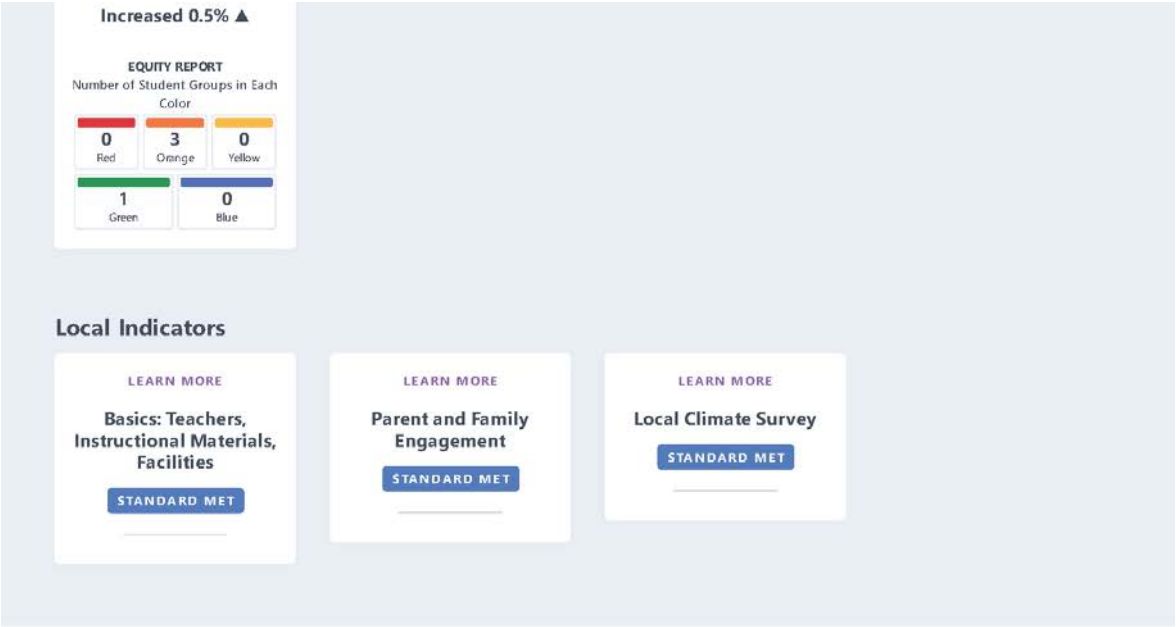 Increased 0.5% ▲
EQUITY REPORT
Number of Student Groups in Each
Color
0
Red
3
Orange
0
Yellow
1
Green
0
Blue
Local Indicators
LEARN MORE
Basics: Teachers,
Instructional Materials,
Facilities
STANDARD MET
LEARN MORE
Parent and Family
Engagement
STANDARD MET
LEARN MORE
Local Climate Survey
STANDARD MET